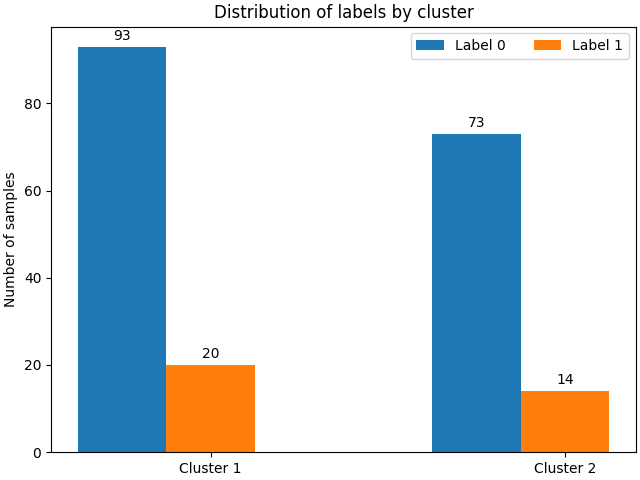 Distribution of labels by cluster
93
Label 0
Label 1
80
73
60
Number of samples
40
20
20
14
0
Cluster 1
Cluster 2